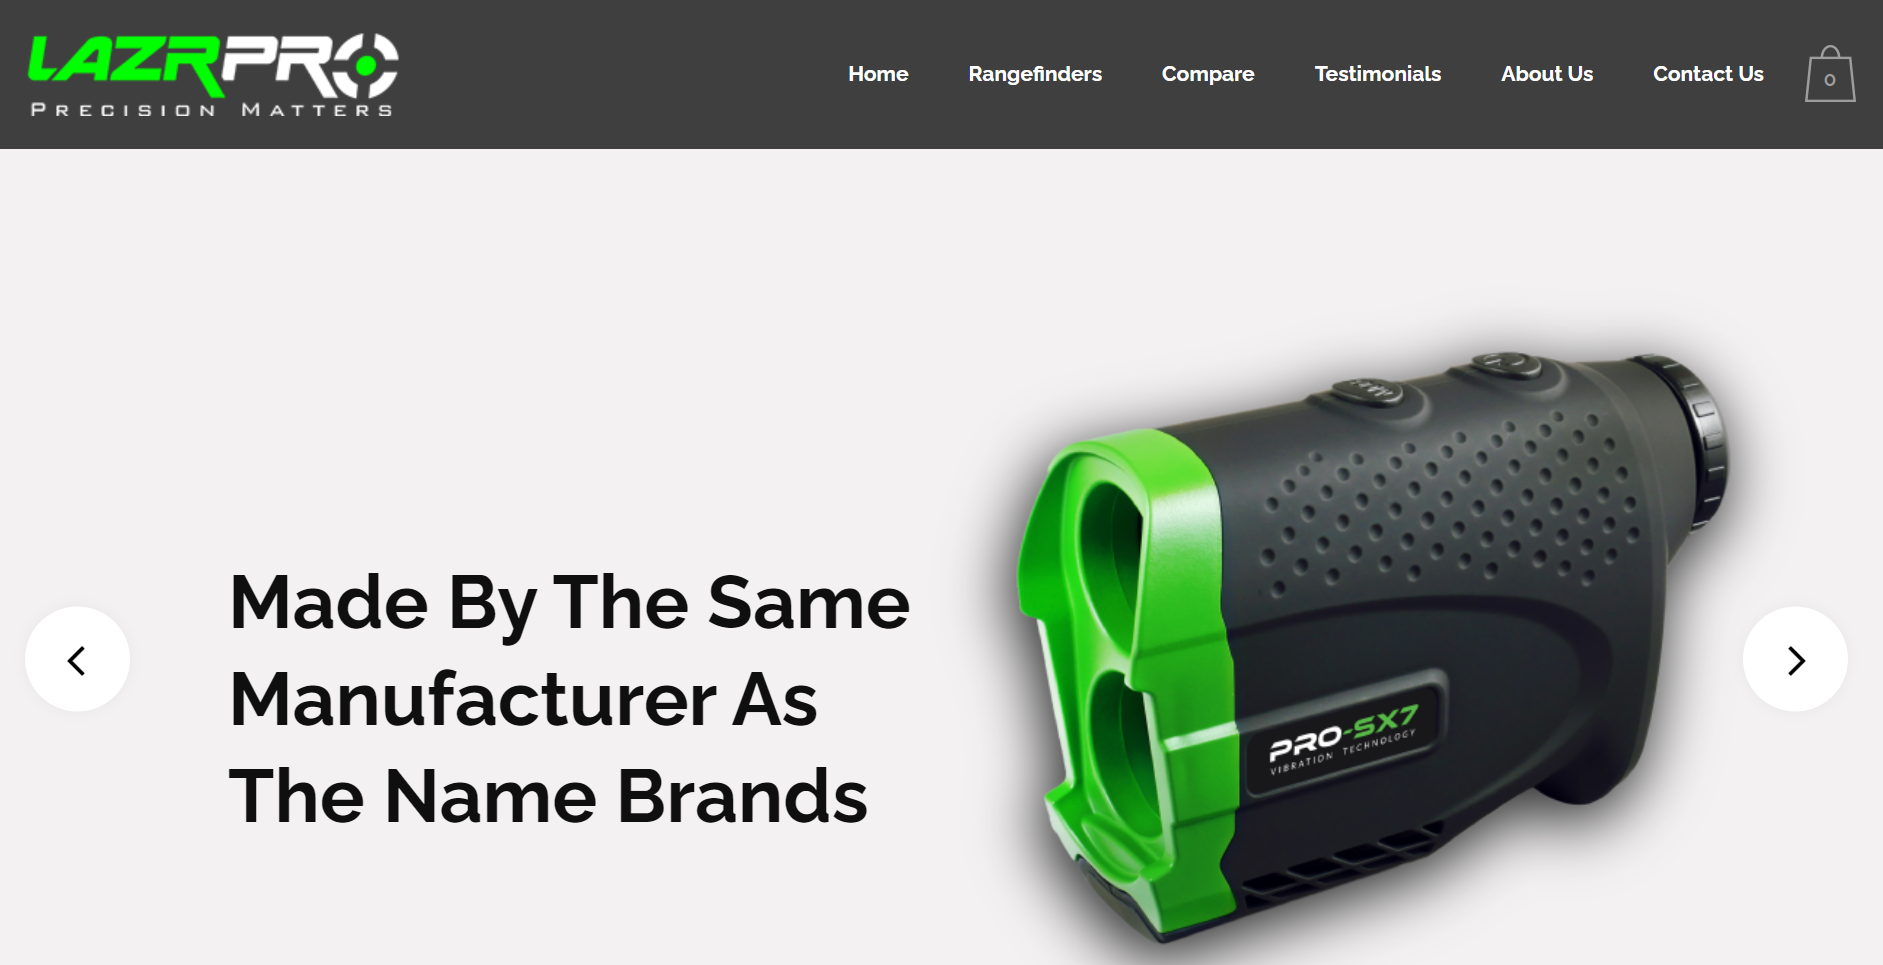 LAZRPRO
PRECISION MATTERS
Home
Rangefinders
Compare
Testimonials
About Us
Contact Us
0
Made By The Same
Manufacturer As
The Name Brands
PRO-SX7
VIBRATION TECHNOLOGY